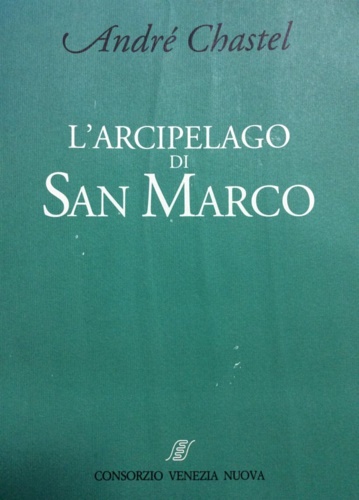 André Chastel
L'ARCIPELAGO
DI
SAN MARCO
CONSORZIO VENEZIA NUOVA